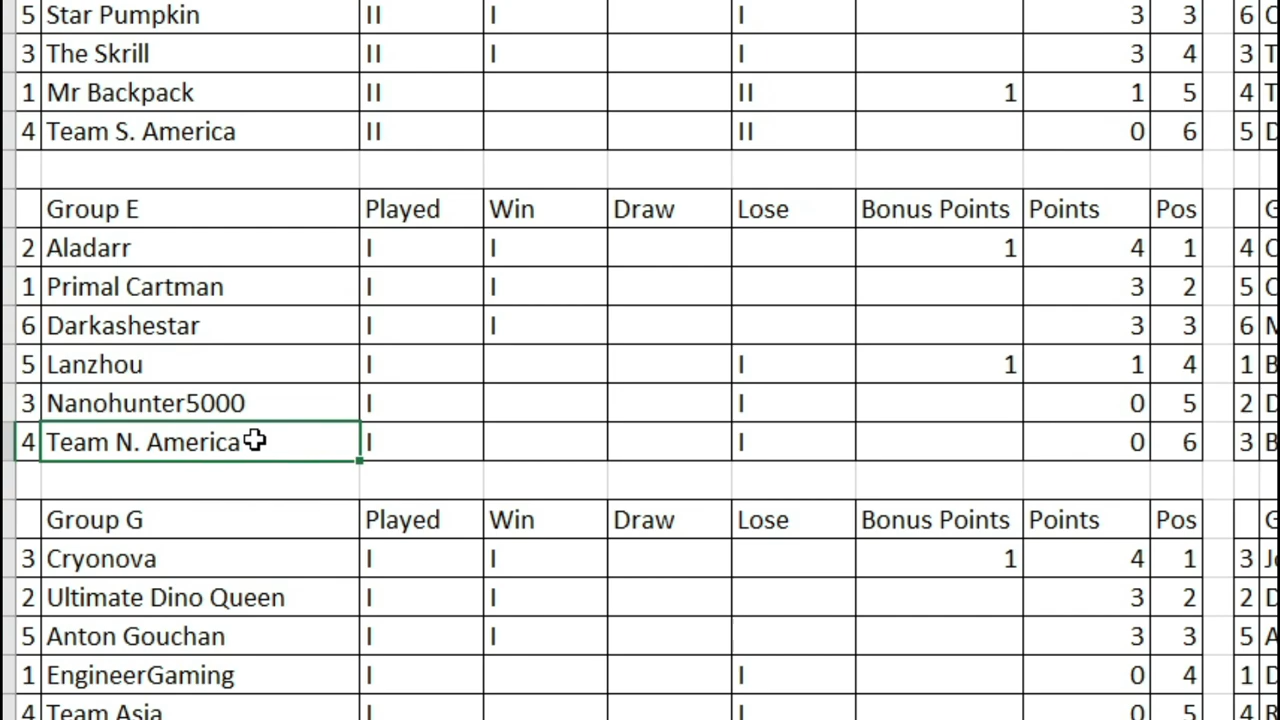 5 Star Pumpkin II I I 3 3 6
3 The Skrill II I I 3 4 3 T
1 Mr Backpack II II 1 1 5 4 T
4 Team S. America II II 0 6 5 D
Group E Played Win Draw Lose Bonus Points Points Pos
2 Aladarr I I 1 4 1 4
1 Primal Cartman I I 3 2 5
6 Darkashestar I I 3 3 6
5 Lanzhou I I 1 1 4 1 B
3 Nanohunter5000 I I 0 5 2 D
4 Team N. America I I 0 6 3 B
Group G Played Win Draw Lose Bonus Points Points Pos
3 Cryonova I I 1 4 1 3
2 Ultimate Dino Queen I I 3 2 2 D
5 Anton Gouchan I I 3 3 5 A
1 EngineerGaming I I 0 4 1 D
4 Team Asia I I 0 5 4